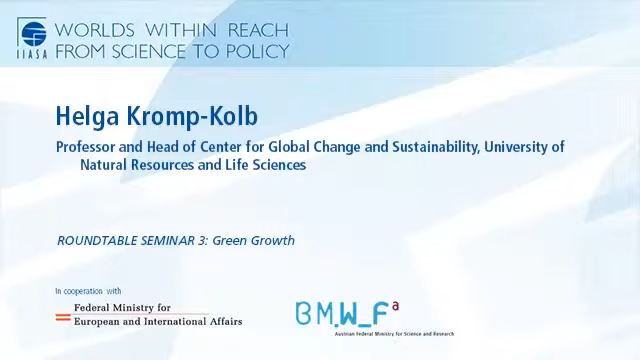 IIASA
WORLDS WITHIN REACH
FROM SCIENCE TO POLICY
Helga Kromp-Kolb
Professor and Head of Center for Global Change and Sustainability, University of
Natural Resources and Life Sciences
ROUNDTABLE SEMINAR 3: Green Growth
In cooperation with
Federal Ministry for
European and International Affairs
BM.W_Fa
Austrian Federal Ministry for Science and Research